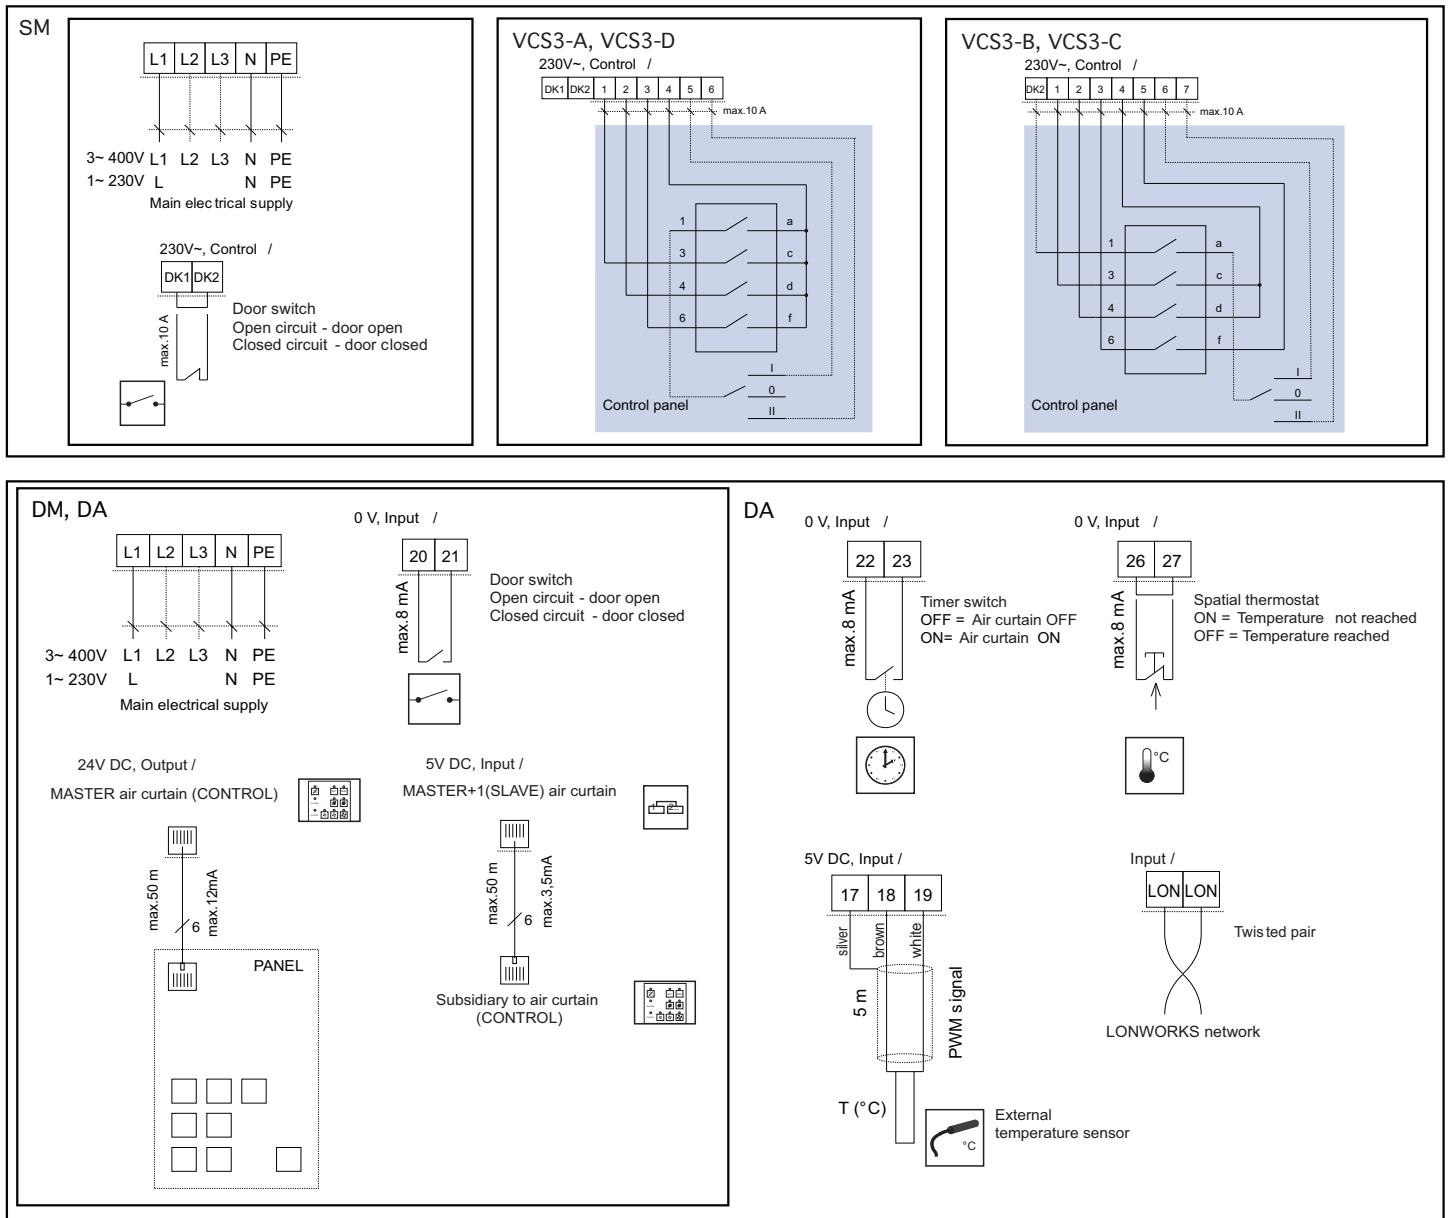 SM
L1 L2 L3 N PE
3~ 400V L1 L2 L3 N PE
1~ 230V L N PE
Main electrical supply
230V~, Control /
DK1 DK2
max.10 A
Door switch
Open circuit - door open
Closed circuit - door closed
VCS3-A, VCS3-D
230V~, Control /
DK1 DK2 1 2 3 4 5 6
max.10 A
1 a
3 c
4 d
6 f
I
0
II
Control panel
VCS3-B, VCS3-C
230V~, Control /
DK2 1 2 3 4 5 6 7
max.10 A
1 a
3 c
4 d
6 f
I
0
II
Control panel
DM, DA
L1 L2 L3 N PE
3~ 400V L1 L2 L3 N PE
1~ 230V L N PE
Main electrical supply
0 V, Input /
20 21
max.8 mA
Door switch
Open circuit - door open
Closed circuit - door closed
24V DC, Output /
MASTER air curtain (CONTROL)
max.50 m
max.12mA
6
PANEL
5V DC, Input /
MASTER+1(SLAVE) air curtain
max.50 m
max.3,5mA
6
Subsidiary to air curtain
(CONTROL)
DA
0 V, Input /
22 23
max.8 mA
Timer switch
OFF = Air curtain OFF
ON= Air curtain ON
0 V, Input /
26 27
max.8 mA
Spatial thermostat
ON = Temperature not reached
OFF = Temperature reached
°C
5V DC, Input /
17 18 19
silver
brown
white
5 m
PWM signal
T (°C)
°C
External
temperature sensor
Input /
LON LON
Twisted pair
LONWORKS network